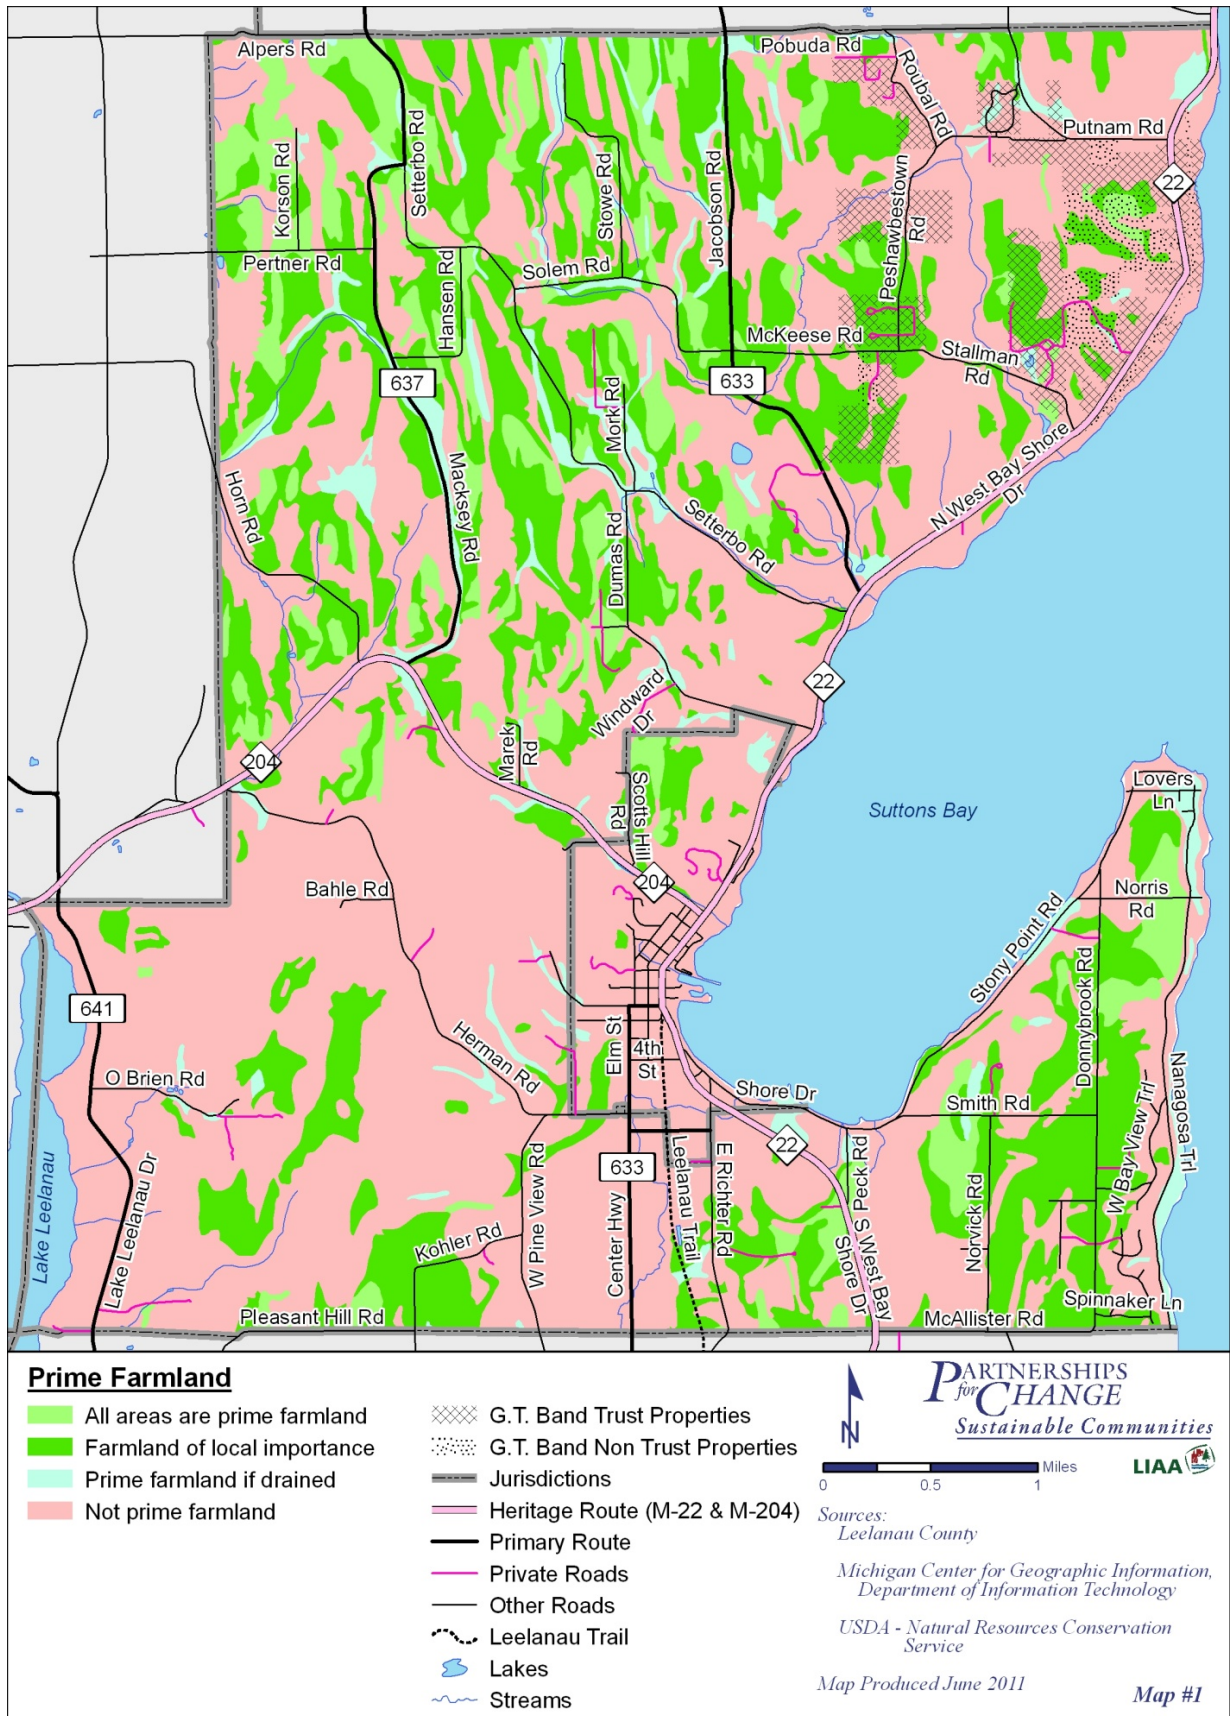 Alpers Rd
Pobuda Rd
Roubal Rd
Putnam Rd
Setterbo Rd
Korson Rd
Stowe Rd
Jacobson Rd
Peshawbestown
Rd
22
Pertner Rd
Hansen Rd
Solem Rd
McKeese Rd
Stallman
Rd
637
633
Mork Rd
N West Bay Shore
Dr
Horn Rd
Macksey Rd
Dumas Rd
Setterbo Rd
Windward
Dr
22
204
Marek
Rd
Scotts Hill
Rd
Suttons Bay
Lovers
Ln
204
Bahle Rd
Norris
Rd
Stony Point Rd
Donnybrook Rd
641
Herman Rd
Elm St
4th
St
O Brien Rd
Shore Dr
Smith Rd
W Bay View Trl
Nanagosa Trl
22
633
Lake Leelanau
Lake Leelanau Dr
W Pine View Rd
Center Hwy
Leelanau Trail
E Richter Rd
S Peck Rd
S West Bay
Shore Dr
Norvick Rd
Kohler Rd
Pleasant Hill Rd
McAllister Rd
Spinnaker Ln
Prime Farmland
All areas are prime farmland
Farmland of local importance
Prime farmland if drained
Not prime farmland
G.T. Band Trust Properties
G.T. Band Non Trust Properties
Jurisdictions
Heritage Route (M-22 & M-204)
Primary Route
Private Roads
Other Roads
Leelanau Trail
Lakes
Streams
N
PARTNERSHIPS
for CHANGE
Sustainable Communities
Miles
0 0.5 1
LIAA
Sources:
Leelanau County
Michigan Center for Geographic Information,
Department of Information Technology
USDA - Natural Resources Conservation
Service
Map Produced June 2011
Map #1